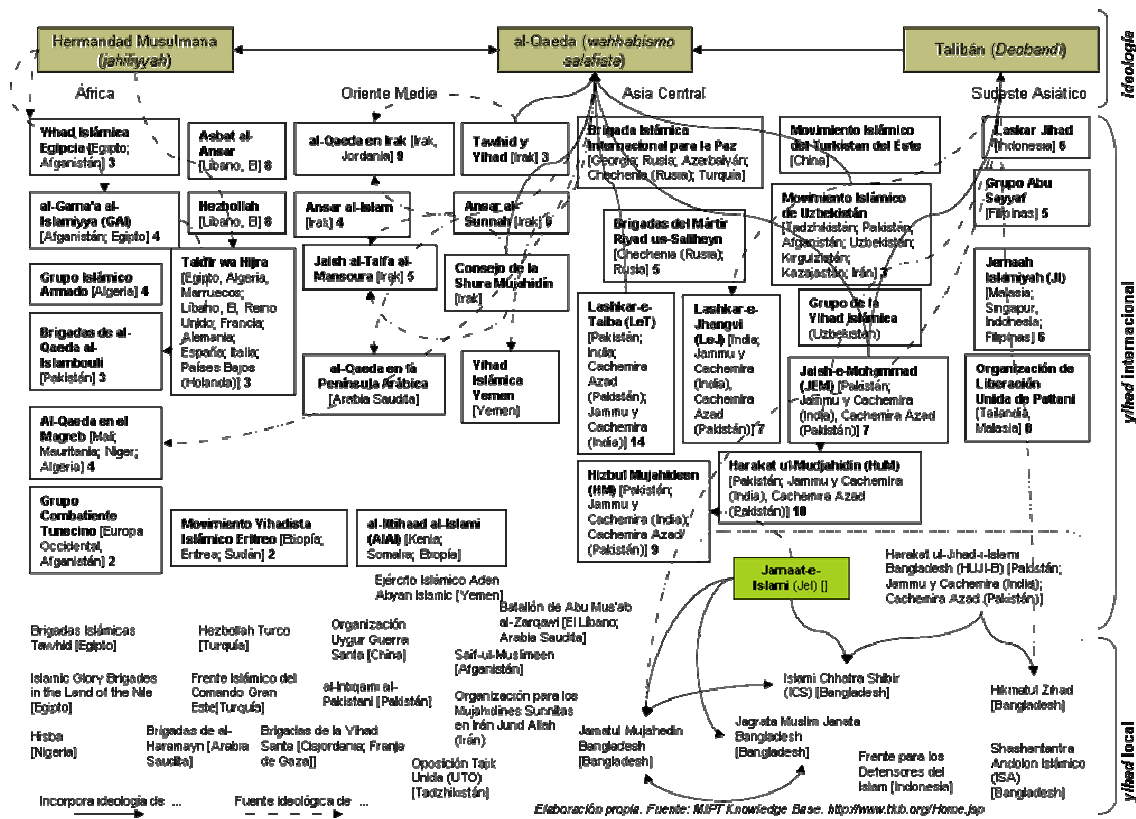 Hermandad Musulmana
(jahiliyyah)
al-Qaeda (wahhabismo
salafista)
Talibán (Deobandi)
Ideología
África
Oriente Medio
Asia Central
Sudeste Asiático
Yihad Islámica
Egipcia [Egipto;
Afganistán] 3
Asbat al-
Ansar
[Líbano, El] 8
al-Qaeda en Irak [Irak,
Jordania] 9
Tawhid y
Yihad [Irak] 3
Brigada Islámica
Internacional para la Paz
[Georgia; Rusia; Azerbaiyán;
Chechenia (Rusia); Turquía]
Movimiento Islámico
del Turkistan del Este
[China]
Laskar Jihad
[Indonesia] 6
al-Gama'a al-
Islamiyya (GAI)
[Afganistán; Egipto] 4
Hezbollah
[Líbano, El] 8
Ansar al-Islam
[Irak] 4
Ansar al-
Sunnah [Irak] 6
Brigadas del Mártir
Riyad us-Saliheyn
[Chechenia (Rusia);
Rusia] 5
Movimiento Islámico
de Uzbekistán
[Tadzhikistán; Pakistán;
Afganistán; Uzbekistán;
Kirguizistán;
Kazajastán; Irán]
Grupo Abu
Sayyaf
[Filipinas] 5
Grupo Islámico
Armado [Algeria] 4
Takfir wa Hijra
[Egipto, Algeria,
Marruecos;
Líbano, El, Reino
Unido; Francia;
Alemania;
España; Italia;
Países Bajos
(Holanda)] 3
Jaish al-Taifa al-
Mansoura [Irak] 5
Consejo de la
Shura Mujahidin
[Irak]
Jemaah
Islamiyah (JI)
[Malasia;
Singapur,
Indonesia;
Filipinas] 6
Brigadas de al-
Qaeda al-
Islambouli
[Pakistán] 3
Lashkar-e-
Taiba (LeT)
[Pakistán;
India;
Cachemira
Azad
(Pakistán);
Jammu y
Cachemira
(India)] 14
Lashkar-e-
Jhangvi
(LeJ) [India;
Jammu y
Cachemira
(India),
Cachemira
Azad
(Pakistán)] 7
Grupo de la
Yihad Islámica
(Uzbekistán)
al-Qaeda en la
Península Arábica
[Arabia Saudita]
Yihad
Islámica
Yemen
[Yemen]
Jaish-e-Mohammad
(JEM) [Pakistán;
Jammu y Cachemira
(India), Cachemira Azad
(Pakistán)] 7
Organización de
Liberación
Unida de Pattani
[Tailandia,
Malasia] 8
Al-Qaeda en el
Magreb [Mali;
Mauritania; Niger;
Algeria] 4
Hizbul Mujahideen
(HM) [Pakistán;
Jammu y
Cachemira (India);
Cachemira Azad
(Pakistán)] 9
Harakat ul-Mudjahidin (HuM)
[Pakistán; Jammu y Cachemira
(India), Cachemira Azad
(Pakistán)] 10
yihad internacional
Grupo
Combatiente
Tunecino [Europa
Occidental,
Afganistán] 2
Movimiento Yihadista
Islámico Eritreo [Etiopía;
Eritrea; Sudán] 2
al-Ittihaad al-Islami
(AIAI) [Kenia;
Somalia; Etiopía]
Jamaat-e-
Islami (JeI) []
Harakat ul-Jihad-i-Islami
Bangladesh (HUJI-B) [Pakistán;
Jammu y Cachemira (India);
Cachemira Azad (Pakistán)]
Ejército Islámico Aden
Abyan Islamic [Yemen]
Batallón de Abu Mus'ab
al-Zarqawi [El Líbano;
Arabia Saudita]
Brigadas Islámicas
Tawhid [Egipto]
Hezbollah Turco
[Turquía]
Organización
Uygur Guerra
Santa [China]
Saif-ul-Muslimeen
[Afganistán]
Islamic Glory Brigades
in the Land of the Nile
[Egipto]
Frente Islámico del
Comando Gran
Este[Turquía]
al-Intiqami al-
Pakistani [Pakistán]
Organización para los
Mujahidines Sunnitas
en Irán Jund Allah
(Irán)
Islami Chhatra Shibir
(ICS) [Bangladesh]
Hikmatul Zihad
[Bangladesh]
Hisba
[Nigeria]
Brigadas de al-
Haramayn [Arabia
Saudita]
Brigadas de la Yihad
Santa [Cisjordania; Franja
de Gaza]]
Oposición Tajik
Unida (UTO)
[Tadzhikistán]
Jamatul Mujahedin
Bangladesh
[Bangladesh]
Jagrata Muslim Janata
Bangladesh
[Bangladesh]
Frente para los
Defensores del
Islam [Indonesia]
Shashantantra
Andolon Islámico
(ISA)
[Bangladesh]
yihad local
Incorpora ideología de ...
Fuente ideológica de ...
Elaboración propia. Fuente: MIPT Knowledge Base. http://www.tkb.org/Home.jsp